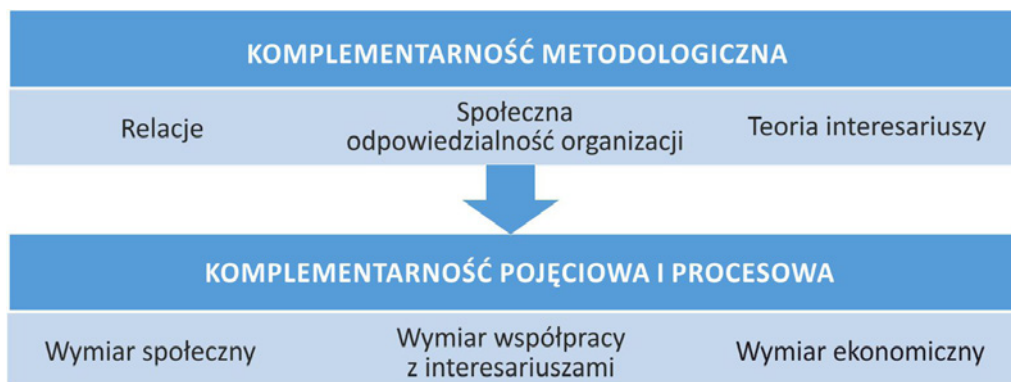 KOMPLEMENTARNOŚĆ METODOLOGICZNA
Relacje
Społeczna
odpowiedzialność organizacji
Teoria interesariuszy
KOMPLEMENTARNOŚĆ POJĘCIOWA I PROCESOWA
Wymiar społeczny
Wymiar współpracy
z interesariuszami
Wymiar ekonomiczny